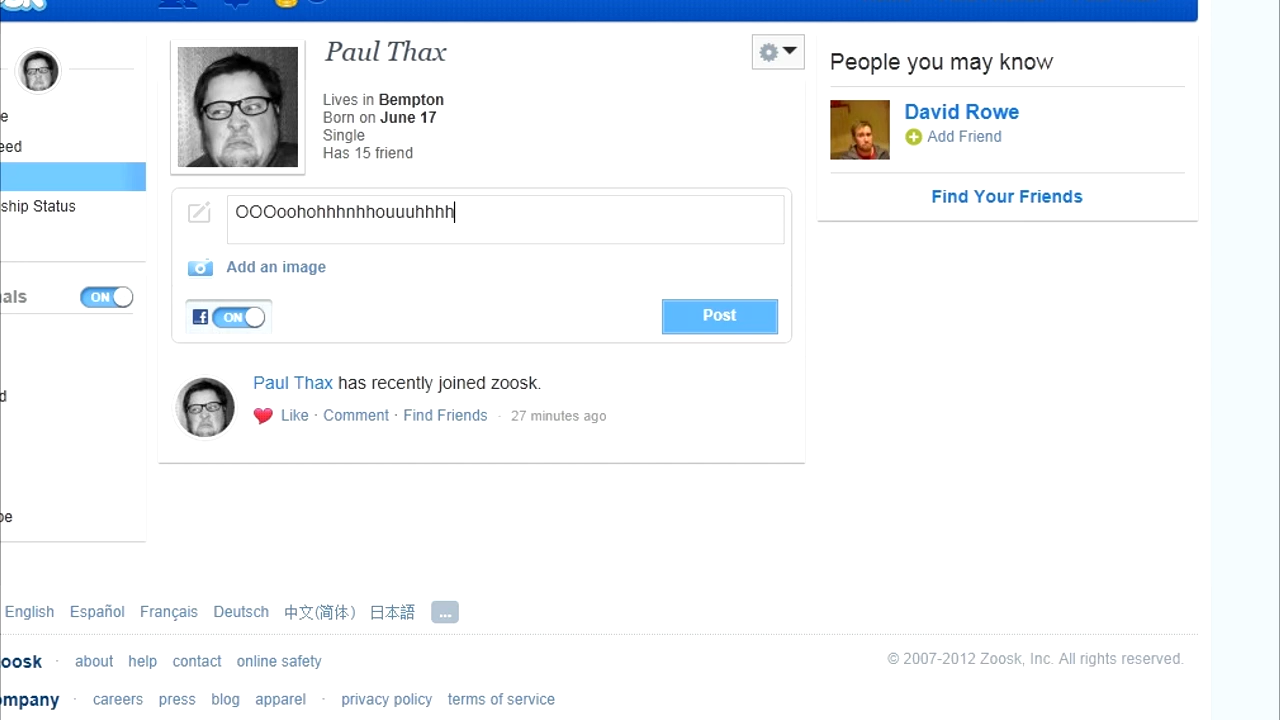 Paul Thax
People you may know
Lives in Bempton
Born on June 17
Single
Has 15 friend
David Rowe
Add Friend
Find Your Friends
ship Status
OOOoohohhhnhhouuuhhhh
Add an image
ON
ON
Post
Paul Thax has recently joined zoosk.
Like · Comment · Find Friends · 27 minutes ago
English Español Français Deutsch 中文(简体) 日本語 ...
oosk · about help contact online safety
© 2007-2012 Zoosk, Inc. All rights reserved.
ompany · careers press blog apparel · privacy policy terms of service